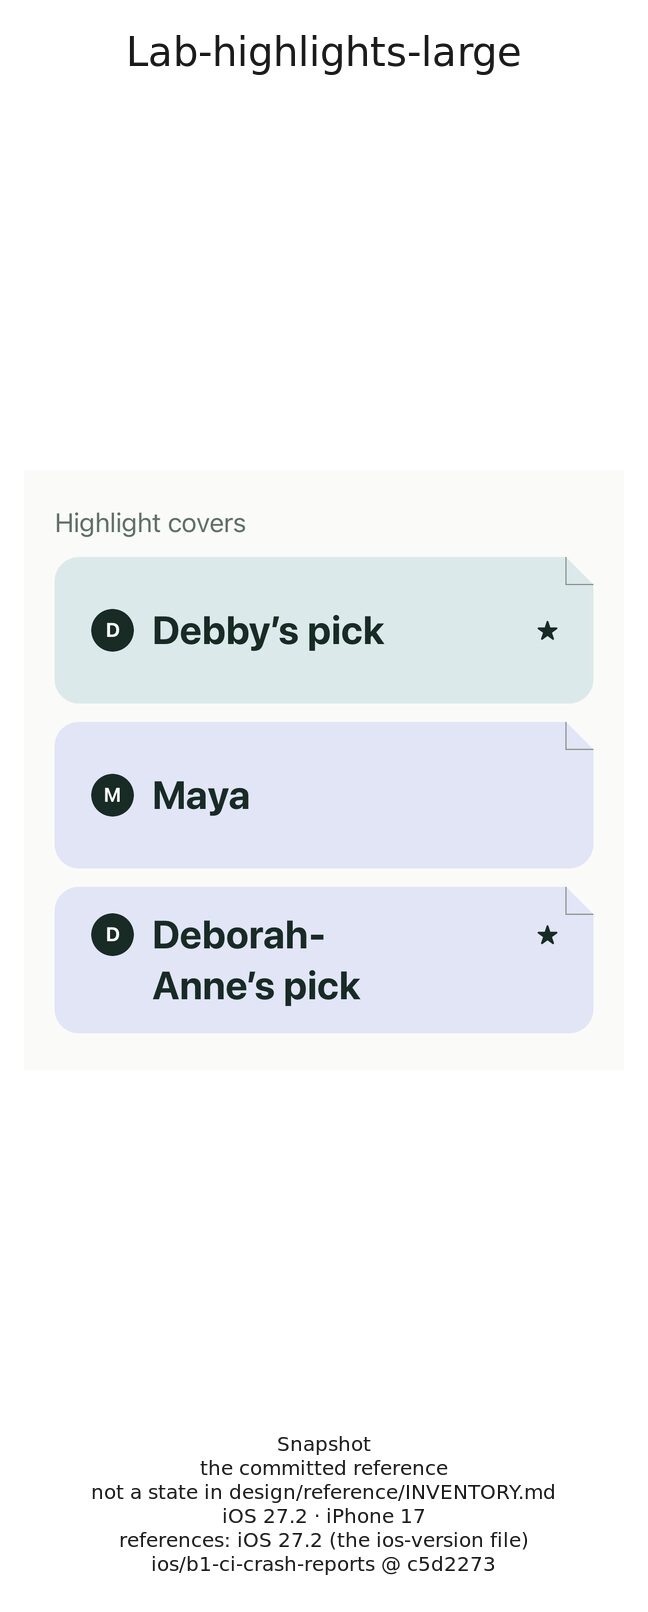 Lab-highlights-large
Highlight covers
D Debby’s pick ★
M Maya
D Deborah-
Anne’s pick ★
Snapshot
the committed reference
not a state in design/reference/INVENTORY.md
iOS 27.2 · iPhone 17
references: iOS 27.2 (the ios-version file)
ios/b1-ci-crash-reports @ c5d2273